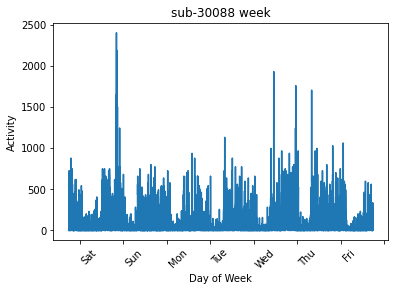 sub-30088 week
Activity
2500
2000
1500
1000
500
0
Sat
Sun
Mon
Tue
Wed
Thu
Fri
Day of Week